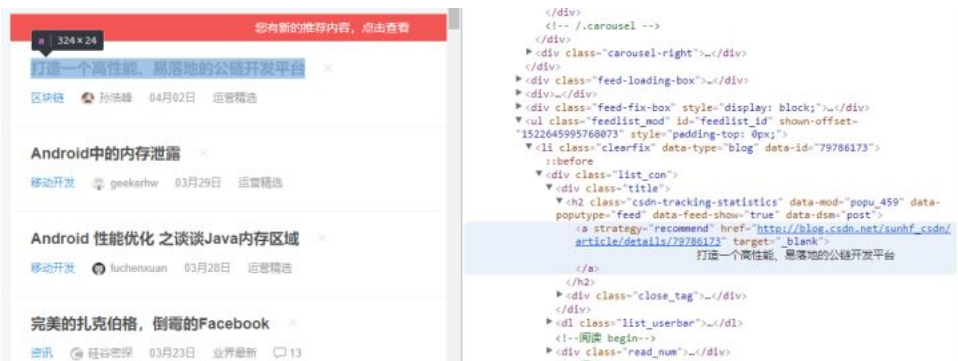 您有新的推荐内容，点击查看
a 324×24
打造一个高性能、易落地的公链开发平台 ×
区块链 孙浩峰 04月02日 运营精选
Android中的内存泄露 ×
移动开发 geekerhw 03月29日 运营精选
Android 性能优化 之谈谈Java内存区域 ×
移动开发 luchenxuan 03月28日 运营精选
完美的扎克伯格，倒霉的Facebook ×
资讯 硅谷密探 03月23日 业界最新 13
</div>
<!-- /.carousel -->
</div>
▶<div class="carousel-right">…</div>
</div>
▶<div class="feed-loading-box">…</div>
▶<div>…</div>
▶<div class="feed-fix-box" style="display: block;">…</div>
▼<ul class="feedlist_mod" id="feedlist_id" shown-offset=
"1522645995768073" style="padding-top: 0px;">
▼<li class="clearfix" data-type="blog" data-id="79786173">
::before
▼<div class="list_con">
▼<div class="title">
▼<h2 class="csdn-tracking-statistics" data-mod="popu_459" data-
poputype="feed" data-feed-show="true" data-dsm="post">
<a strategy="recommend" href="http://blog.csdn.net/sunhf_csdn/
article/details/79786173" target="_blank">
打造一个高性能、易落地的公链开发平台
</a>
</h2>
▶<div class="close_tag">…</div>
</div>
▶<dl class="list_userbar">…</dl>
<!--阅读 begin-->
▶<div class="read_num">…</div>